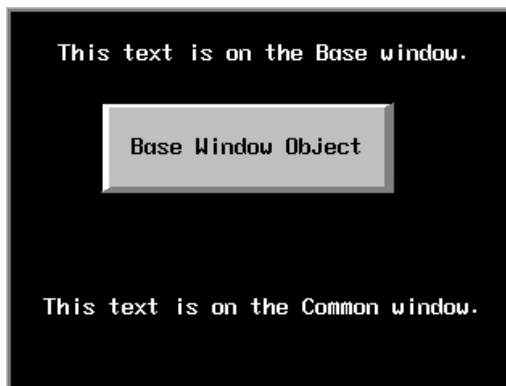 This text is on the Base window.
Base Window Object
This text is on the Common window.